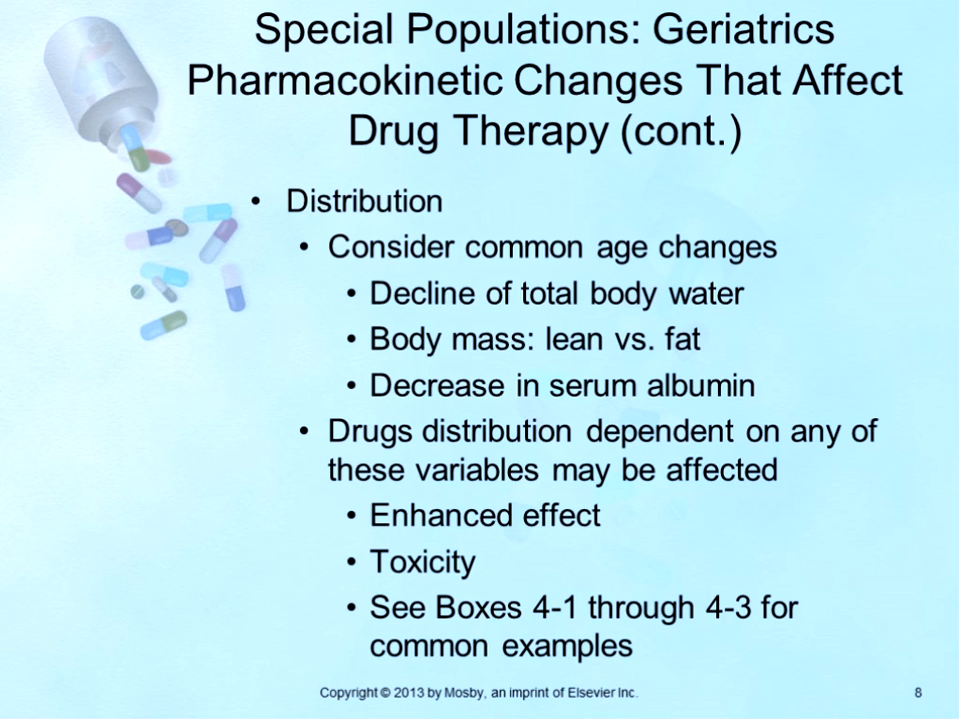 Special Populations: Geriatrics
Pharmacokinetic Changes That Affect
Drug Therapy (cont.)
• Distribution
• Consider common age changes
• Decline of total body water
• Body mass: lean vs. fat
• Decrease in serum albumin
• Drugs distribution dependent on any of
these variables may be affected
• Enhanced effect
• Toxicity
• See Boxes 4-1 through 4-3 for
common examples
Copyright © 2013 by Mosby, an imprint of Elsevier Inc.
8